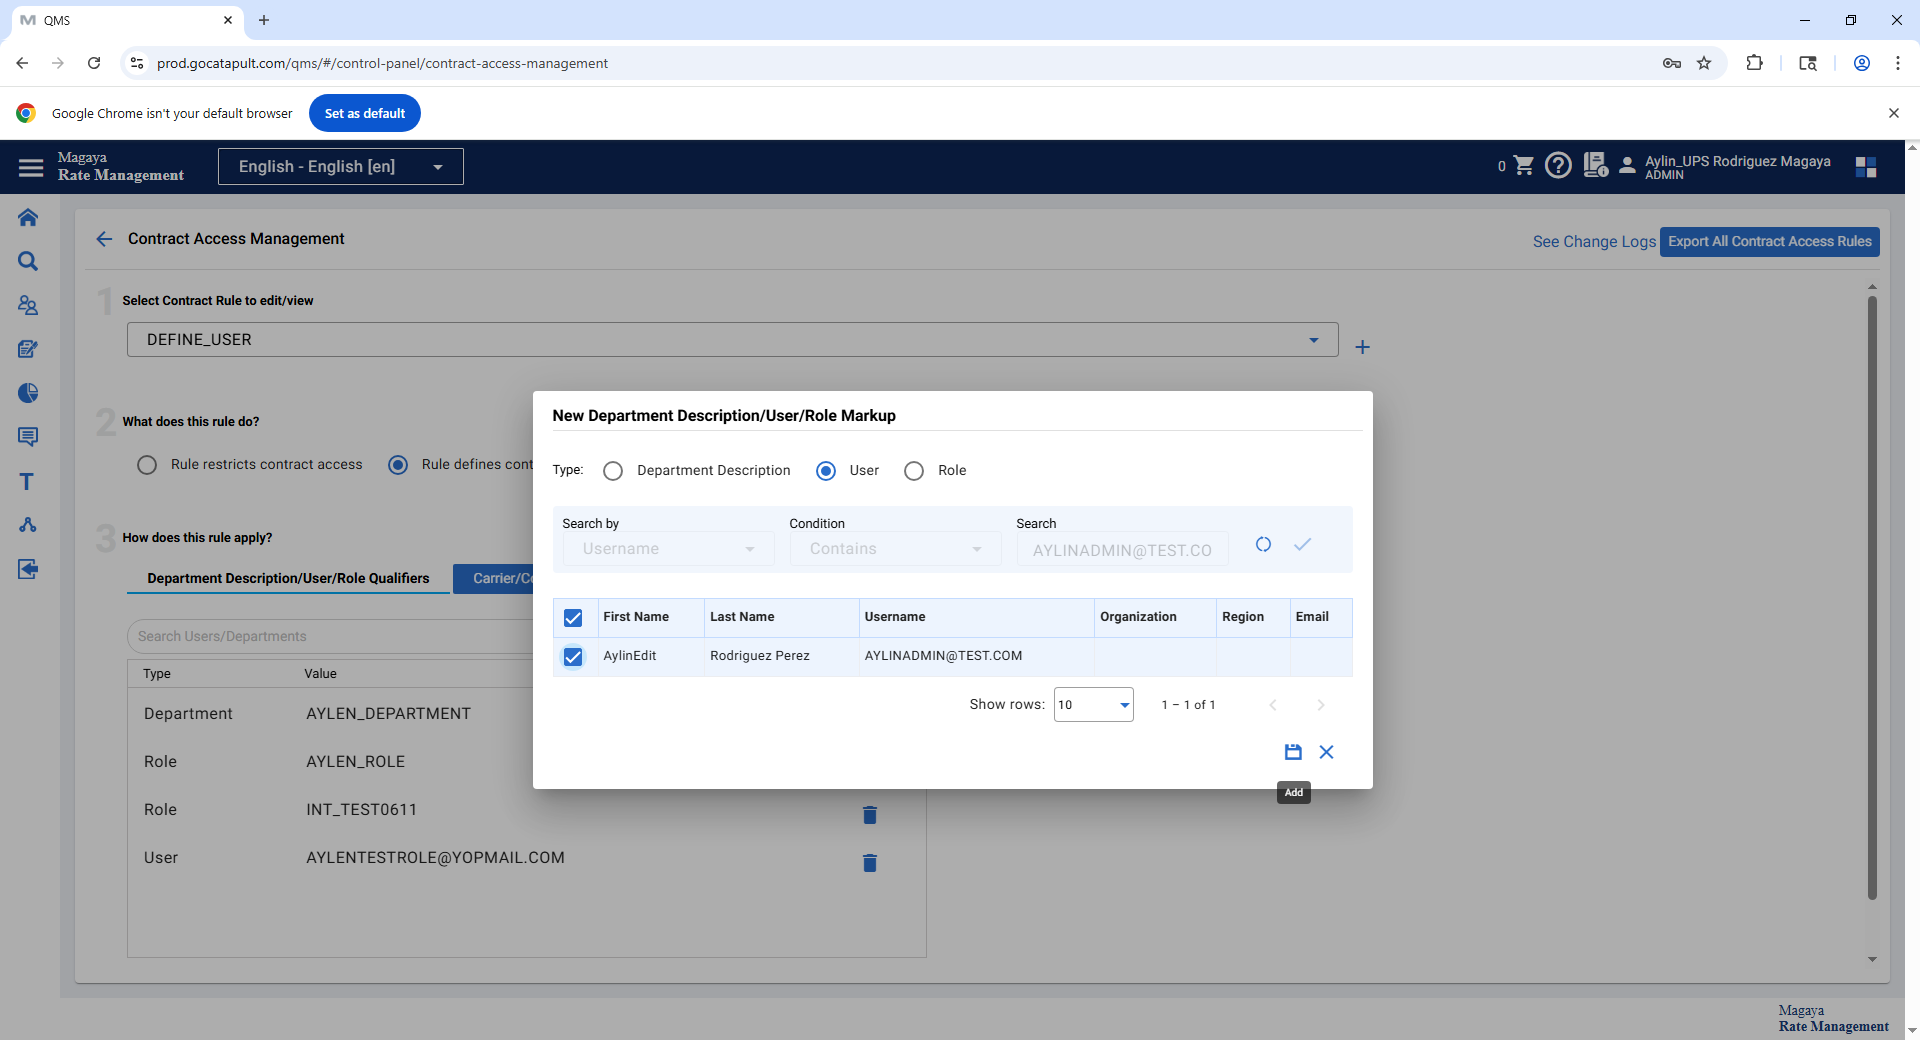 QMS
prod.gocatapult.com/qms/#/control-panel/contract-access-management
Google Chrome isn't your default browser
Set as default
Magaya
Rate Management
English - English [en]
0
Aylin_UPS Rodriguez Magaya
ADMIN
Contract Access Management
See Change Logs
Export All Contract Access Rules
1
Select Contract Rule to edit/view
DEFINE_USER
2
What does this rule do?
Rule restricts contract access
Rule defines cont
3
How does this rule apply?
Department Description/User/Role Qualifiers
Carrier/Co
Search Users/Departments
Type
Value
Department
AYLEN_DEPARTMENT
Role
AYLEN_ROLE
Role
INT_TEST0611
User
AYLENTESTROLE@YOPMAIL.COM
New Department Description/User/Role Markup
Type:
Department Description
User
Role
Search by
Condition
Search
Username
Contains
AYLINADMIN@TEST.CO
First Name
Last Name
Username
Organization
Region
Email
AylinEdit
Rodriguez Perez
AYLINADMIN@TEST.COM
Show rows:
10
1 – 1 of 1
Add
Magaya
Rate Management